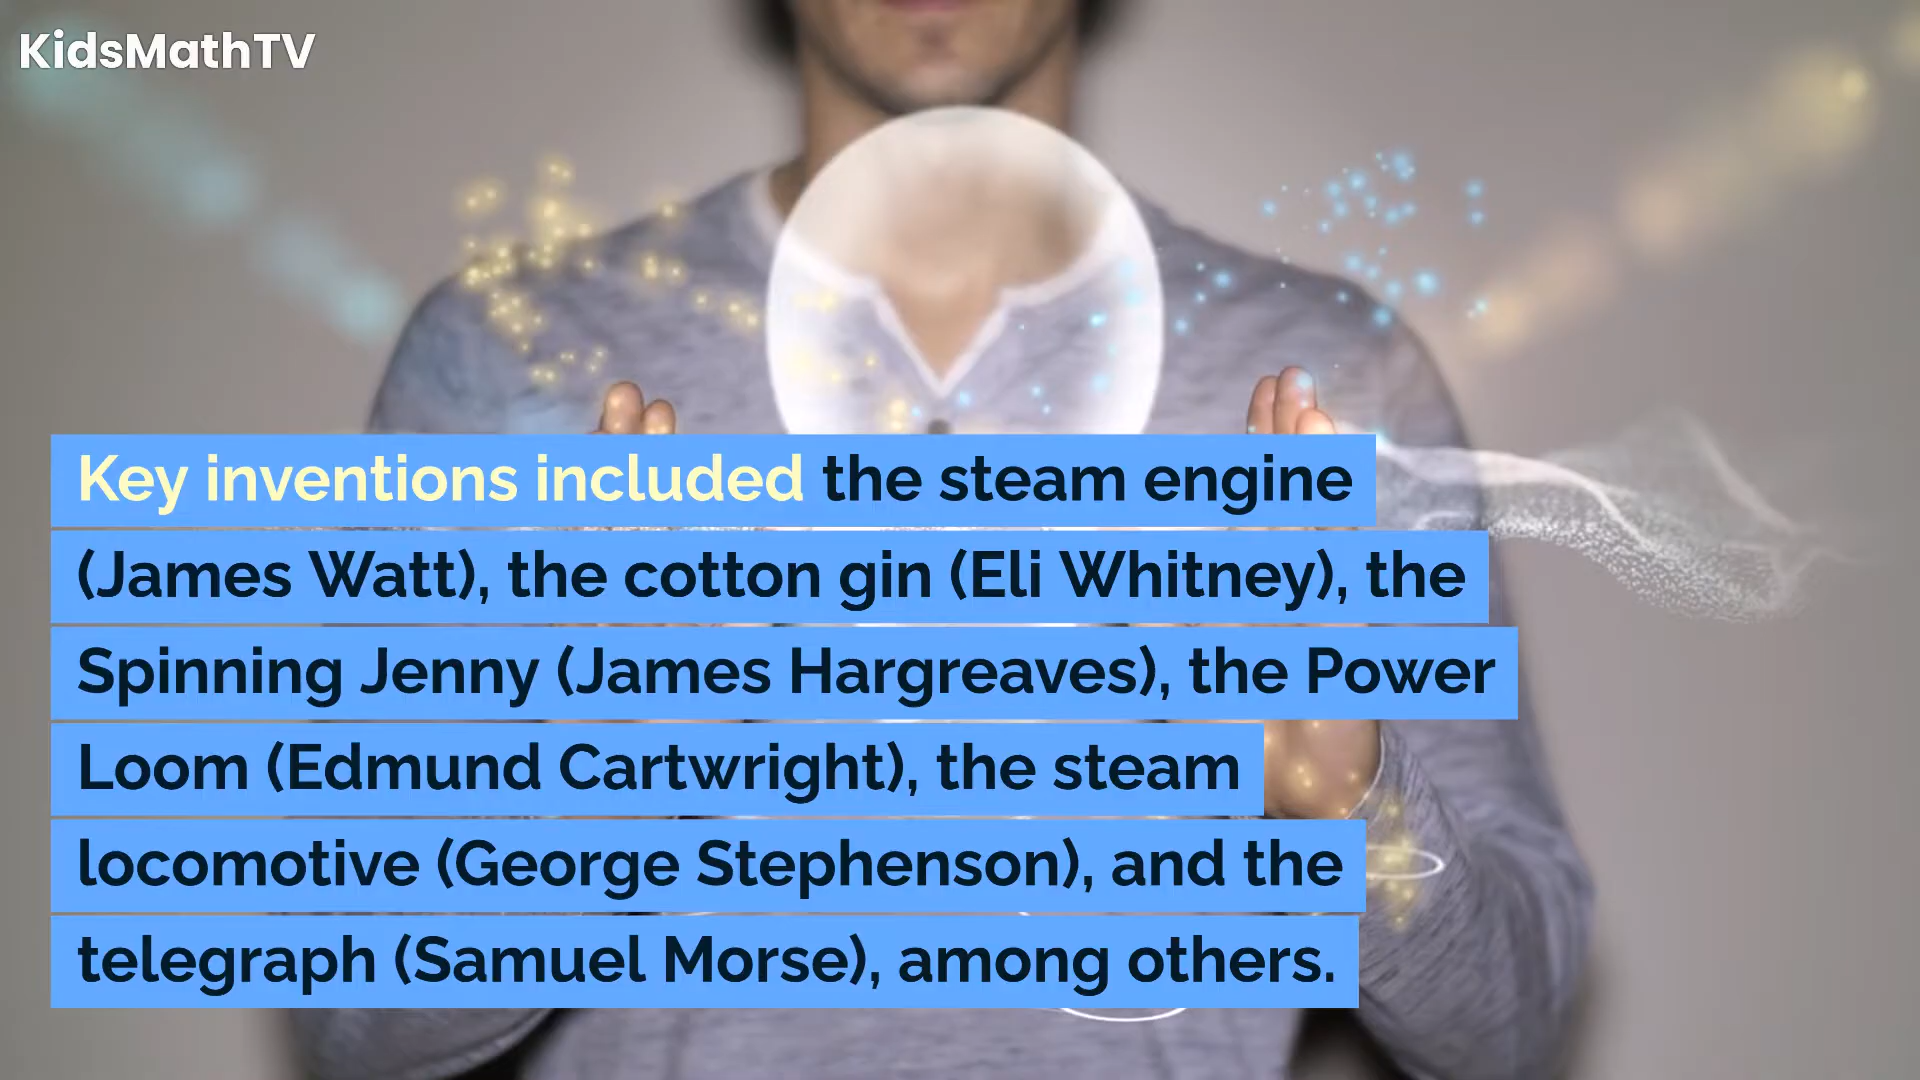 KidsMathTV
Key inventions included the steam engine
(James Watt), the cotton gin (Eli Whitney), the
Spinning Jenny (James Hargreaves), the Power
Loom (Edmund Cartwright), the steam
locomotive (George Stephenson), and the
telegraph (Samuel Morse), among others.